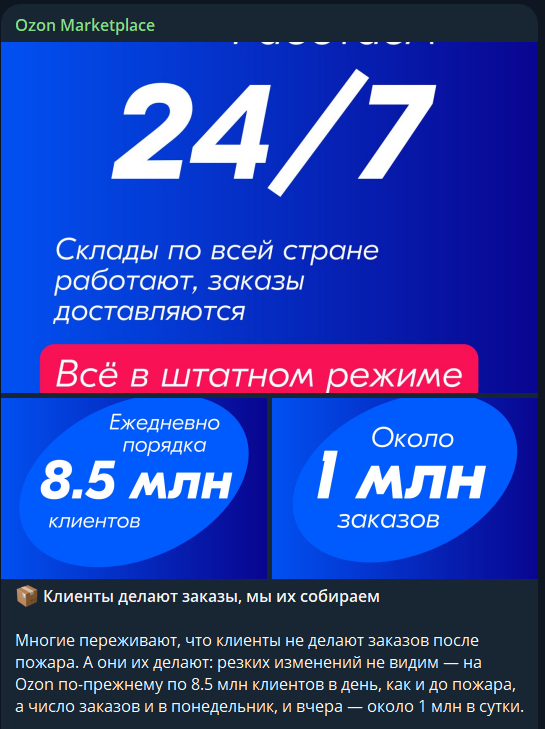 Ozon Marketplace
24/7
Склады по всей стране
работают, заказы
доставляются
Всё в штатном режиме
Ежедневно
порядка
8.5 млн
клиентов
Около
1 млн
заказов
Клиенты делают заказы, мы их собираем
Многие переживают, что клиенты не делают заказов после
пожара. А они их делают: резких изменений не видим — на
Ozon по-прежнему по 8.5 млн клиентов в день, как и до пожара,
а число заказов и в понедельник, и вчера — около 1 млн в сутки.